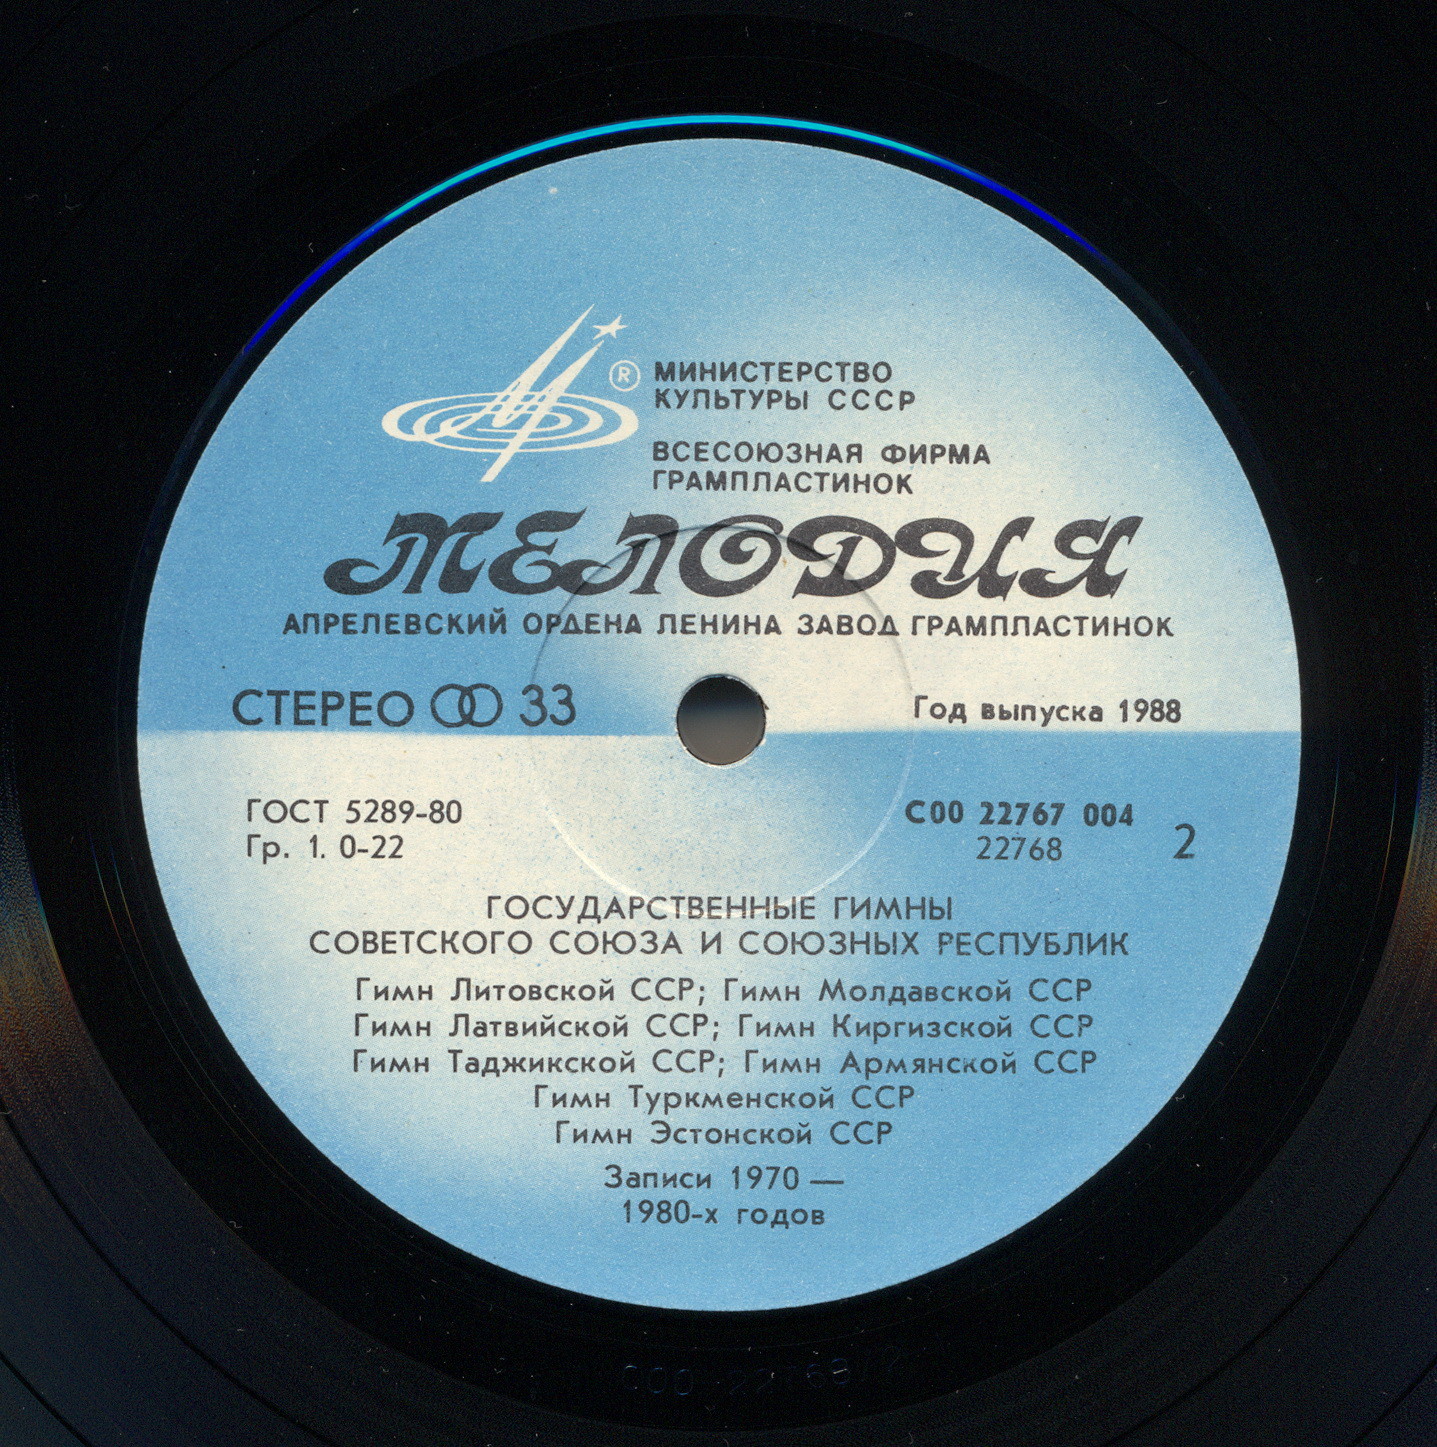 ®
МИНИСТЕРСТВО
КУЛЬТУРЫ СССР
ВСЕСОЮЗНАЯ ФИРМА
ГРАМПЛАСТИНОК
МЕЛОДИЯ
АПРЕЛЕВСКИЙ ОРДЕНА ЛЕНИНА ЗАВОД ГРАМПЛАСТИНОК
СТЕРЕО 33
Год выпуска 1988
ГОСТ 5289-80
Гр. 1. 0-22
С00 22767 004
22768
2
ГОСУДАРСТВЕННЫЕ ГИМНЫ
СОВЕТСКОГО СОЮЗА И СОЮЗНЫХ РЕСПУБЛИК
Гимн Литовской ССР; Гимн Молдавской ССР
Гимн Латвийской ССР; Гимн Киргизской ССР
Гимн Таджикской ССР; Гимн Армянской ССР
Гимн Туркменской ССР
Гимн Эстонской ССР
Записи 1970 —
1980-х годов